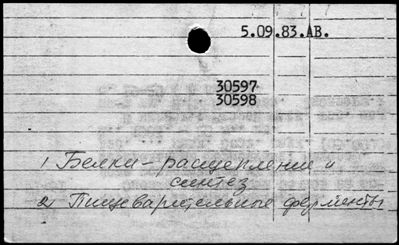 5.09.83.АВ.
30597
30598
1 Белки - расщепление и
синтез
2 Пищеварительные ферменты